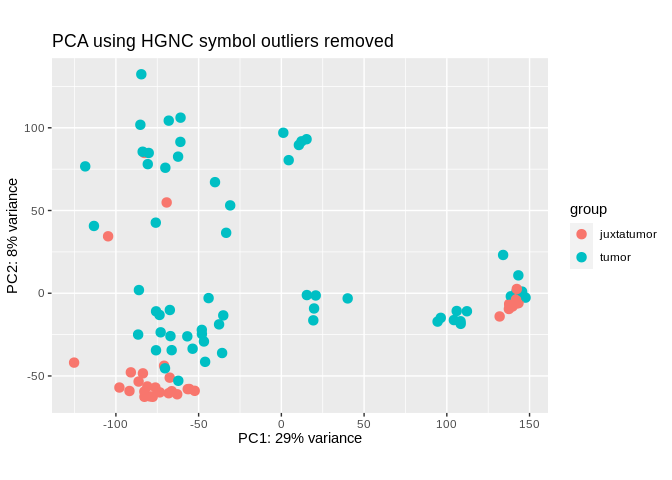 PCA using HGNC symbol outliers removed
100
50
0
-50
PC2: 8% variance
-100
-50
0
50
100
150
PC1: 29% variance
group
juxtatumor
tumor